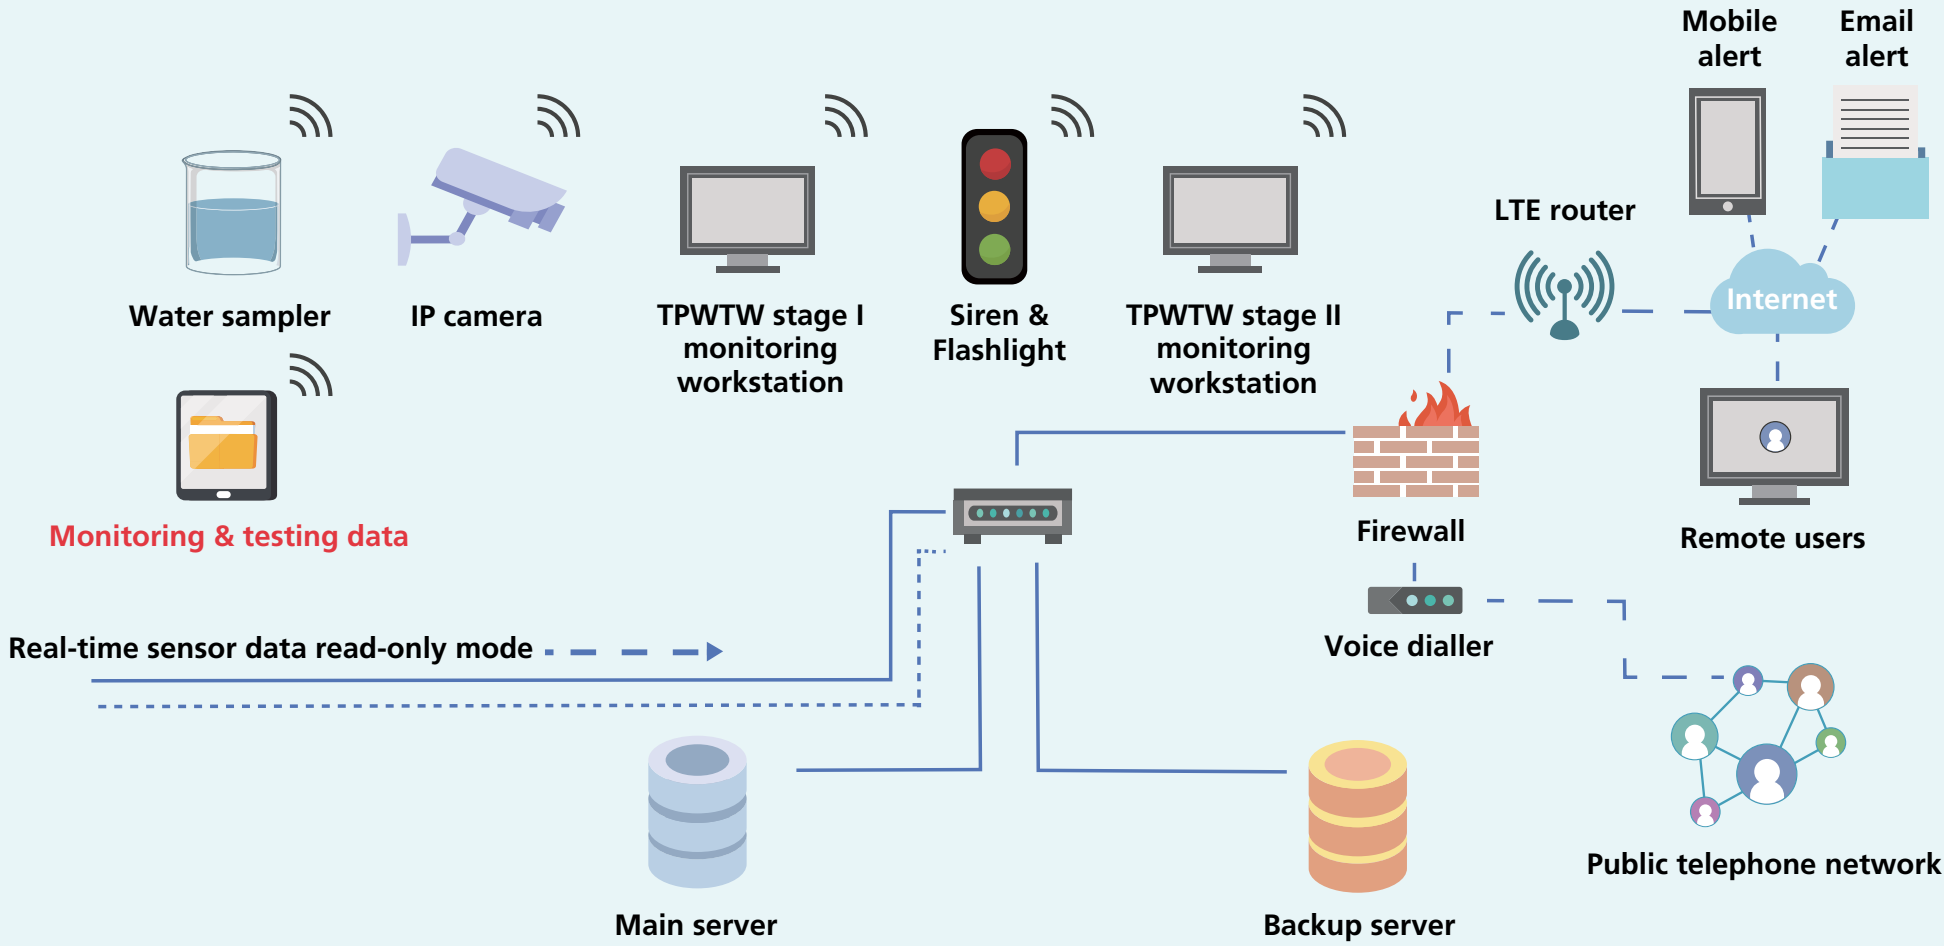 Mobile
alert
Email
alert
LTE router
Internet
Water sampler
IP camera
TPWTW stage I
monitoring
workstation
Siren &
Flashlight
TPWTW stage II
monitoring
workstation
Monitoring & testing data
Firewall
Remote users
Real-time sensor data read-only mode
Voice dialler
Public telephone network
Main server
Backup server